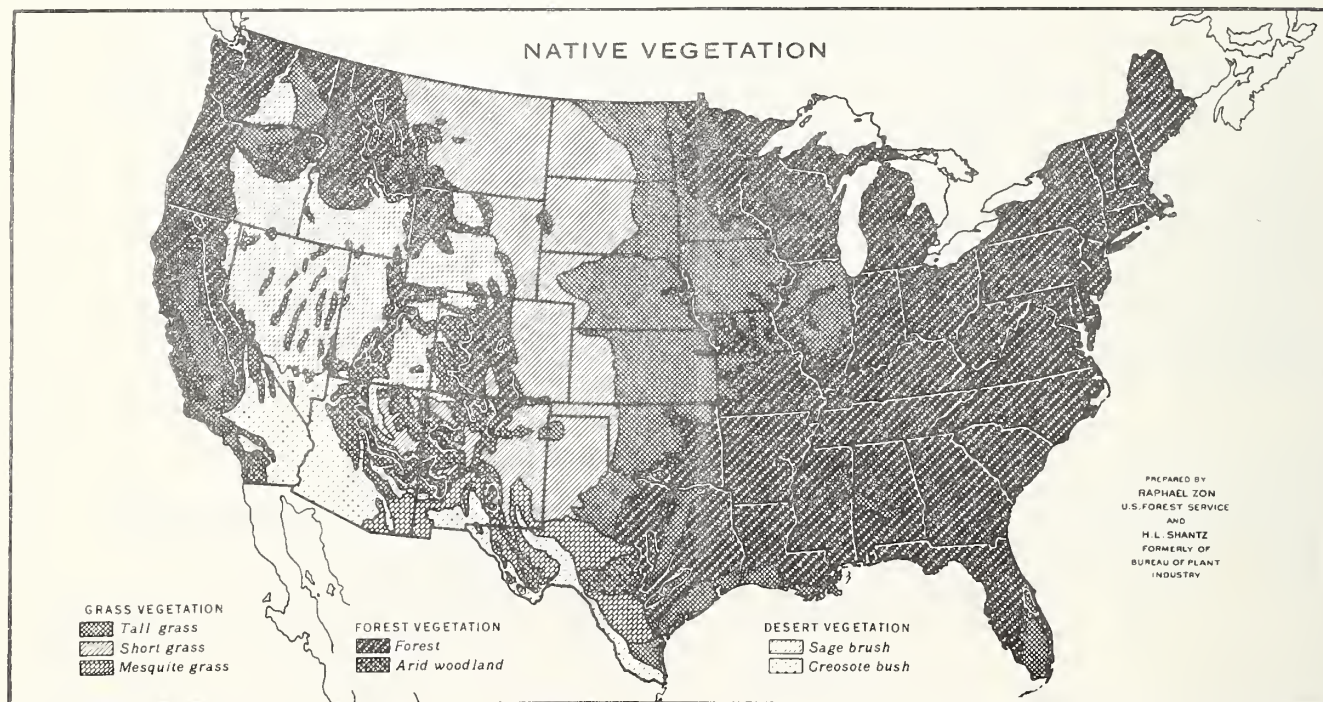 NATIVE VEGETATION
PREPARED BY
RAPHAEL ZON
U.S. FOREST SERVICE
AND
H.L. SHANTZ
FORMERLY OF
BUREAU OF PLANT
INDUSTRY
GRASS VEGETATION
Tall grass
Short grass
Mesquite grass
FOREST VEGETATION
Forest
Arid woodland
DESERT VEGETATION
Sage brush
Creosote bush